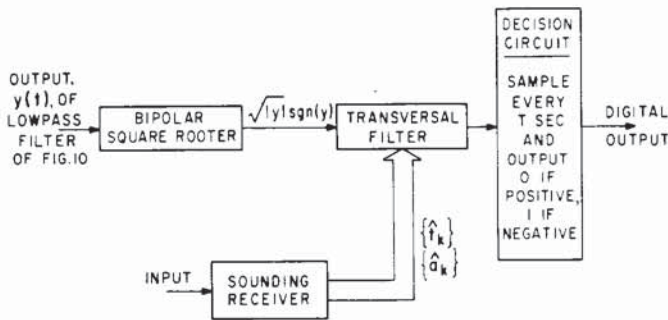 OUTPUT,
y(t), OF
LOWPASS
FILTER
OF FIG.10
BIPOLAR
SQUARE ROOTER
√|y| sgn(y)
TRANSVERSAL
FILTER
DECISION
CIRCUIT
SAMPLE
EVERY
T SEC
AND
OUTPUT
0 IF
POSITIVE,
1 IF
NEGATIVE
DIGITAL
OUTPUT
{t̂k}
{âk}
INPUT
SOUNDING
RECEIVER